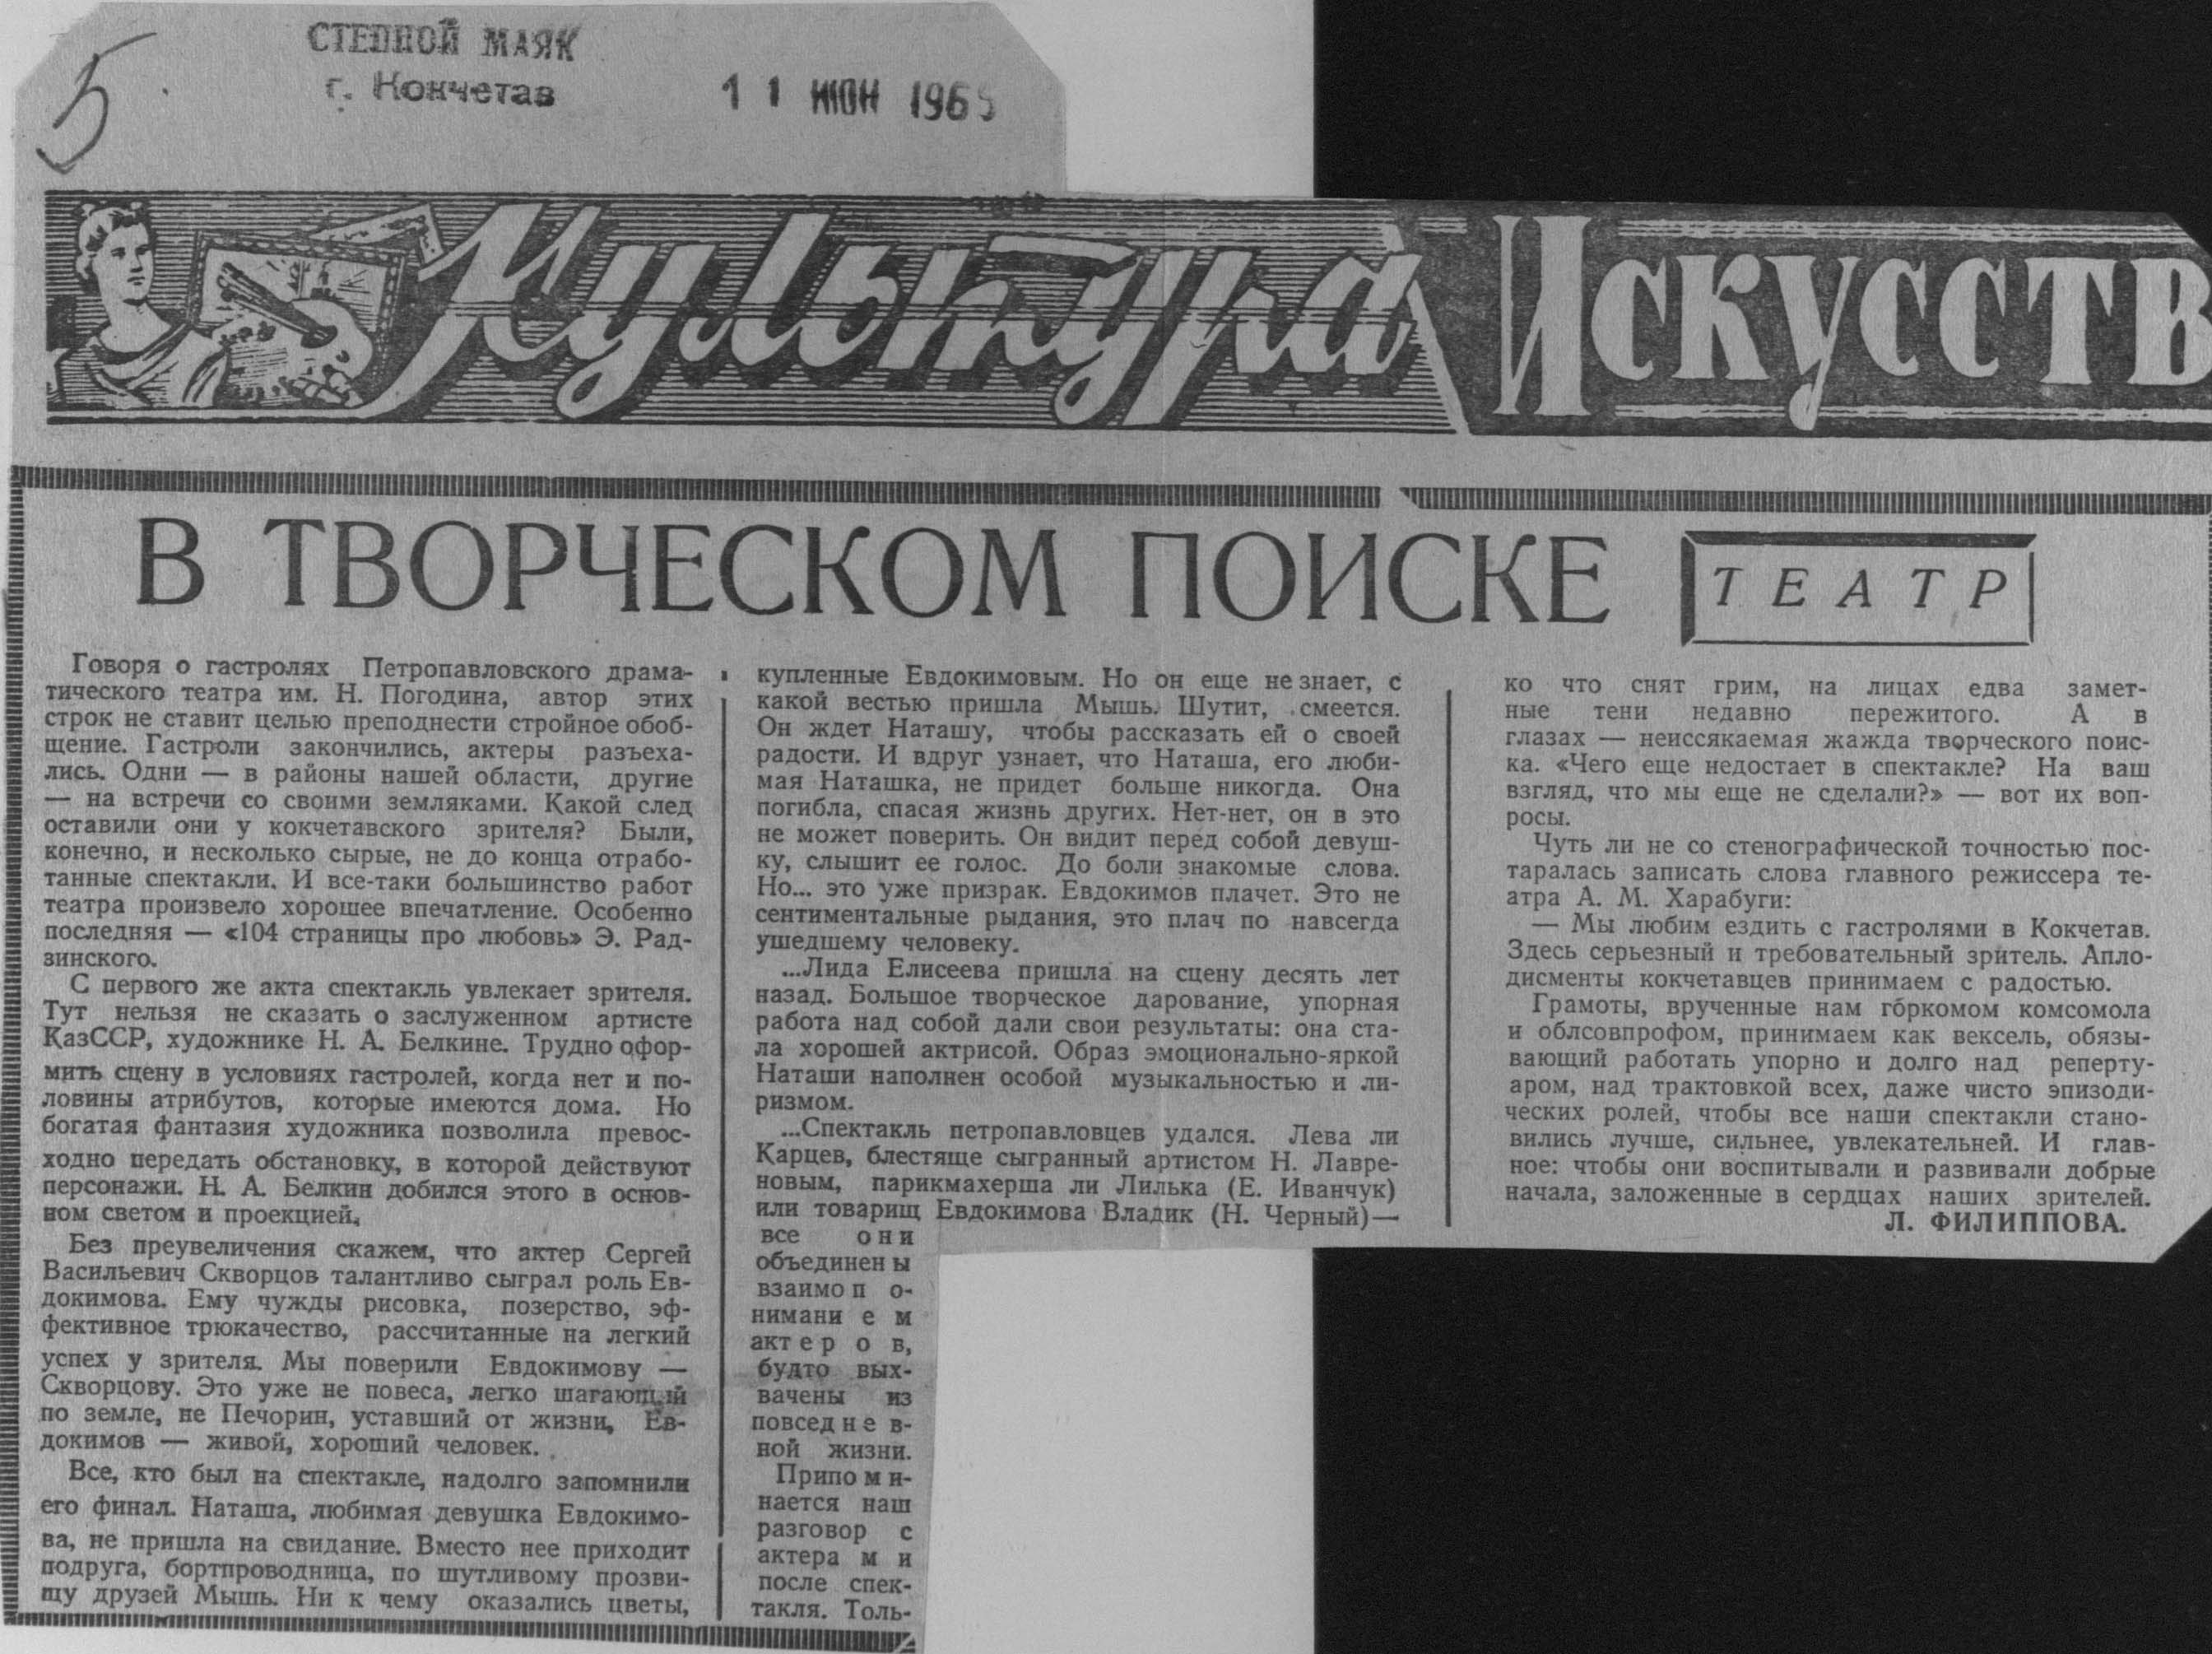 5
СТЕПНОЙ МАЯК
г. Кокчетав
11 ИЮН 1965
Культура Искусств
В ТВОРЧЕСКОМ ПОИСКЕ
ТЕАТР
Говоря о гастролях Петропавловского драма-
тического театра им. Н. Погодина, автор этих
строк не ставит целью преподнести стройное обоб-
щение. Гастроли закончились, актеры разъеха-
лись. Одни — в районы нашей области, другие
— на встречи со своими земляками. Какой след
оставили они у кокчетавского зрителя? Были,
конечно, и несколько сырые, не до конца отрабо-
танные спектакли. И все-таки большинство работ
театра произвело хорошее впечатление. Особенно
последняя — «104 страницы про любовь» Э. Рад-
зинского.
С первого же акта спектакль увлекает зрителя.
Тут нельзя не сказать о заслуженном артисте
КазССР, художнике Н. А. Белкине. Трудно офор-
мить сцену в условиях гастролей, когда нет и по-
ловины атрибутов, которые имеются дома. Но
богатая фантазия художника позволила превос-
ходно передать обстановку, в которой действуют
персонажи. Н. А. Белкин добился этого в основ-
ном светом и проекцией.
Без преувеличения скажем, что актер Сергей
Васильевич Скворцов талантливо сыграл роль Ев-
докимова. Ему чужды рисовка, позерство, эф-
фективное трюкачество, рассчитанные на легкий
успех у зрителя. Мы поверили Евдокимову —
Скворцову. Это уже не повеса, легко шагающий
по земле, не Печорин, уставший от жизни, Ев-
докимов — живой, хороший человек.
Все, кто был на спектакле, надолго запомнили
его финал. Наташа, любимая девушка Евдокимо-
ва, не пришла на свидание. Вместо нее приходит
подруга, бортпроводница, по шутливому прозви-
щу друзей Мышь. Ни к чему оказались цветы,
купленные Евдокимовым. Но он еще не знает, с
какой вестью пришла Мышь. Шутит, смеется.
Он ждет Наташу, чтобы рассказать ей о своей
радости. И вдруг узнает, что Наташа, его люби-
мая Наташка, не придет больше никогда. Она
погибла, спасая жизнь других. Нет-нет, он в это
не может поверить. Он видит перед собой девуш-
ку, слышит ее голос. До боли знакомые слова.
Но... это уже призрак. Евдокимов плачет. Это не
сентиментальные рыдания, это плач по навсегда
ушедшему человеку.
...Лида Елисеева пришла на сцену десять лет
назад. Большое творческое дарование, упорная
работа над собой дали свои результаты: она ста-
ла хорошей актрисой. Образ эмоционально-яркой
Наташи наполнен особой музыкальностью и ли-
ризмом.
...Спектакль петропавловцев удался. Лева ли
Карцев, блестяще сыгранный артистом Н. Лавре-
новым, парикмахерша ли Лилька (Е. Иванчук)
или товарищ Евдокимова Владик (Н. Черный)—
все они
объединены
взаимопо-
ниманием
актеров,
будто вых-
вачены из
повседнев-
ной жизни.
Припоми-
нается наш
разговор с
актерами
после спек-
такля. Толь-
ко что снят грим, на лицах едва замет-
ные тени недавно пережитого. А в
глазах — неиссякаемая жажда творческого поис-
ка. «Чего еще недостает в спектакле? На ваш
взгляд, что мы еще не сделали?» — вот их воп-
росы.
Чуть ли не со стенографической точностью пос-
таралась записать слова главного режиссера те-
атра А. М. Харабуги:
— Мы любим ездить с гастролями в Кокчетав.
Здесь серьезный и требовательный зритель. Апло-
дисменты кокчетавцев принимаем с радостью.
Грамоты, врученные нам горкомом комсомола
и облсовпрофом, принимаем как вексель, обязы-
вающий работать упорно и долго над реперту-
аром, над трактовкой всех, даже чисто эпизоди-
ческих ролей, чтобы все наши спектакли стано-
вились лучше, сильнее, увлекательней. И глав-
ное: чтобы они воспитывали и развивали добрые
начала, заложенные в сердцах наших зрителей.
Л. ФИЛИППОВА.